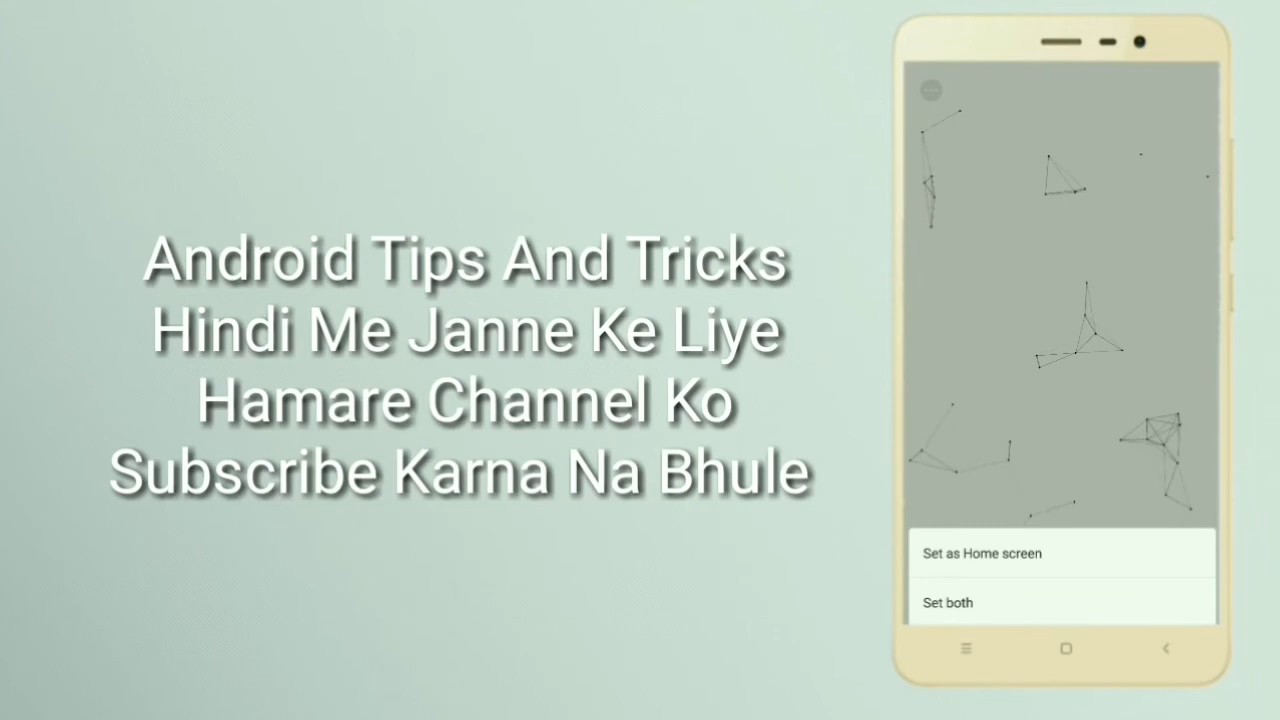 Android Tips And Tricks
Hindi Me Janne Ke Liye
Hamare Channel Ko
Subscribe Karna Na Bhule
Set as Home screen
Set both